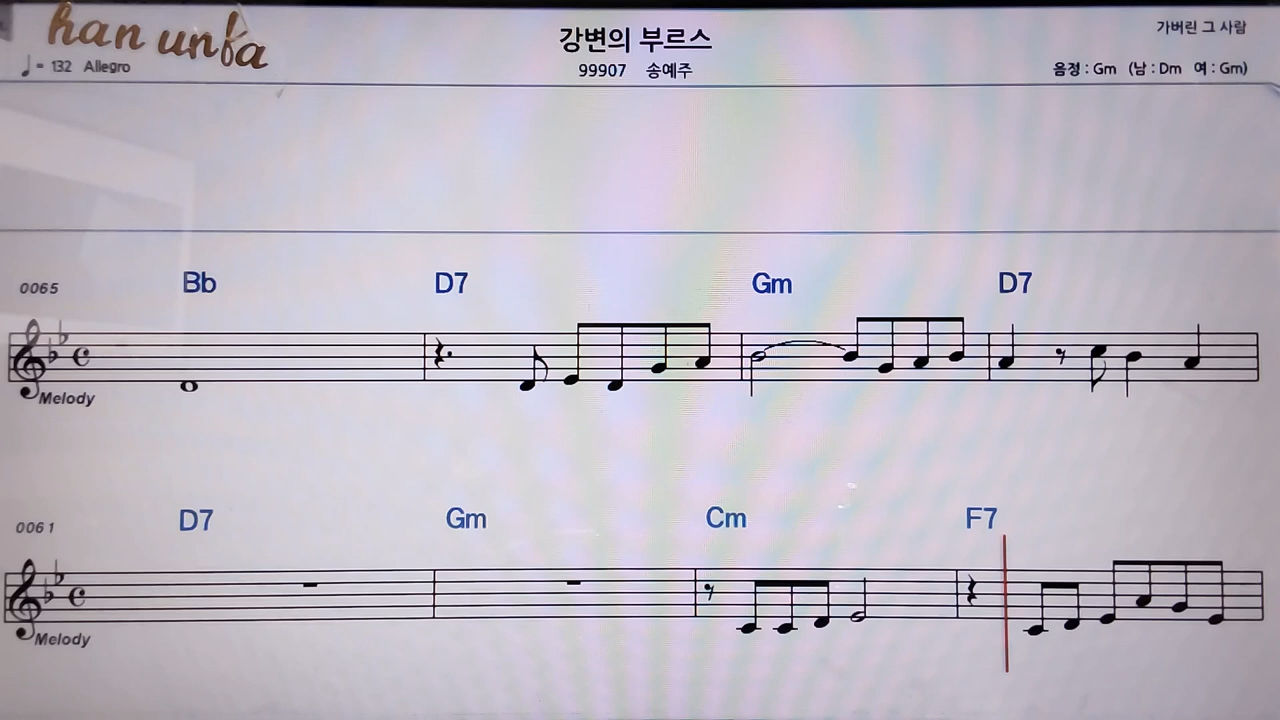 han unfa
강변의 부르스
가버린 그 사람
♩ = 132 Allegro
99907 송예주
음정 : Gm (남 : Dm 여 : Gm)
0065 Bb D7 Gm D7
Melody
0061 D7 Gm Cm F7
Melody